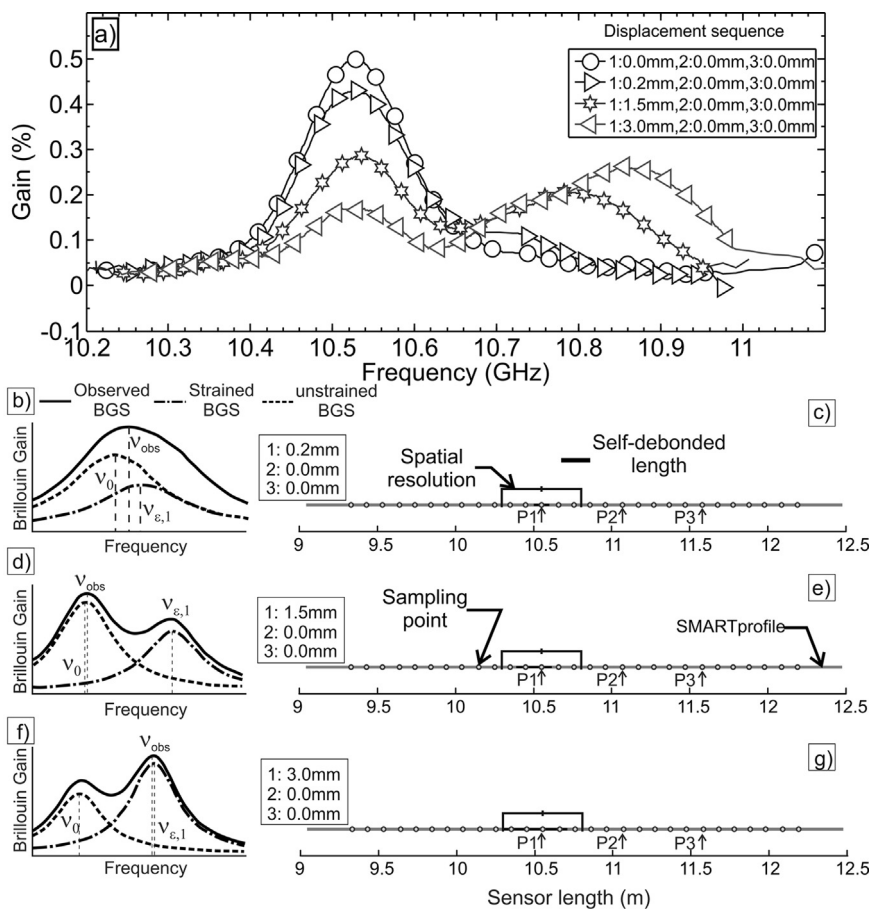 a)
Displacement sequence
1:0.0mm,2:0.0mm,3:0.0mm
1:0.2mm,2:0.0mm,3:0.0mm
1:1.5mm,2:0.0mm,3:0.0mm
1:3.0mm,2:0.0mm,3:0.0mm
Gain (%)
0.5
0.4
0.3
0.2
0.1
0
-0.1
10.2 10.3 10.4 10.5 10.6 10.7 10.8 10.9 11
Frequency (GHz)
b)
Observed BGS
Strained BGS
unstrained BGS
Brillouin Gain
ν0
νobs
νε,1
Frequency
c)
1: 0.2mm
2: 0.0mm
3: 0.0mm
Spatial resolution
Self-debonded length
P1 P2 P3
9 9.5 10 10.5 11 11.5 12 12.5
d)
Brillouin Gain
νobs
νε,1
ν0
Frequency
e)
1: 1.5mm
2: 0.0mm
3: 0.0mm
Sampling point
SMARTprofile
P1 P2 P3
9 9.5 10 10.5 11 11.5 12 12.5
f)
Brillouin Gain
νobs
ν0
νε,1
Frequency
g)
1: 3.0mm
2: 0.0mm
3: 0.0mm
P1 P2 P3
9 9.5 10 10.5 11 11.5 12 12.5
Sensor length (m)